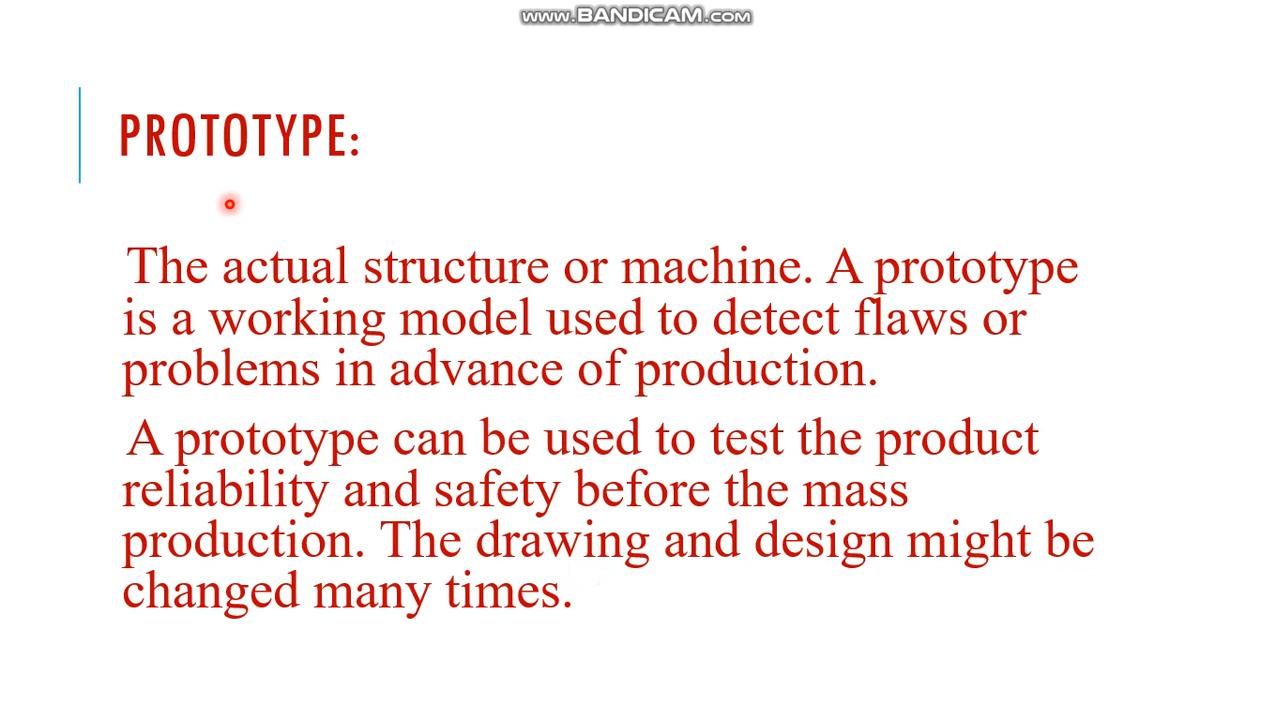 www.BANDICAM.com
PROTOTYPE:
The actual structure or machine. A prototype
is a working model used to detect flaws or
problems in advance of production.
A prototype can be used to test the product
reliability and safety before the mass
production. The drawing and design might be
changed many times.